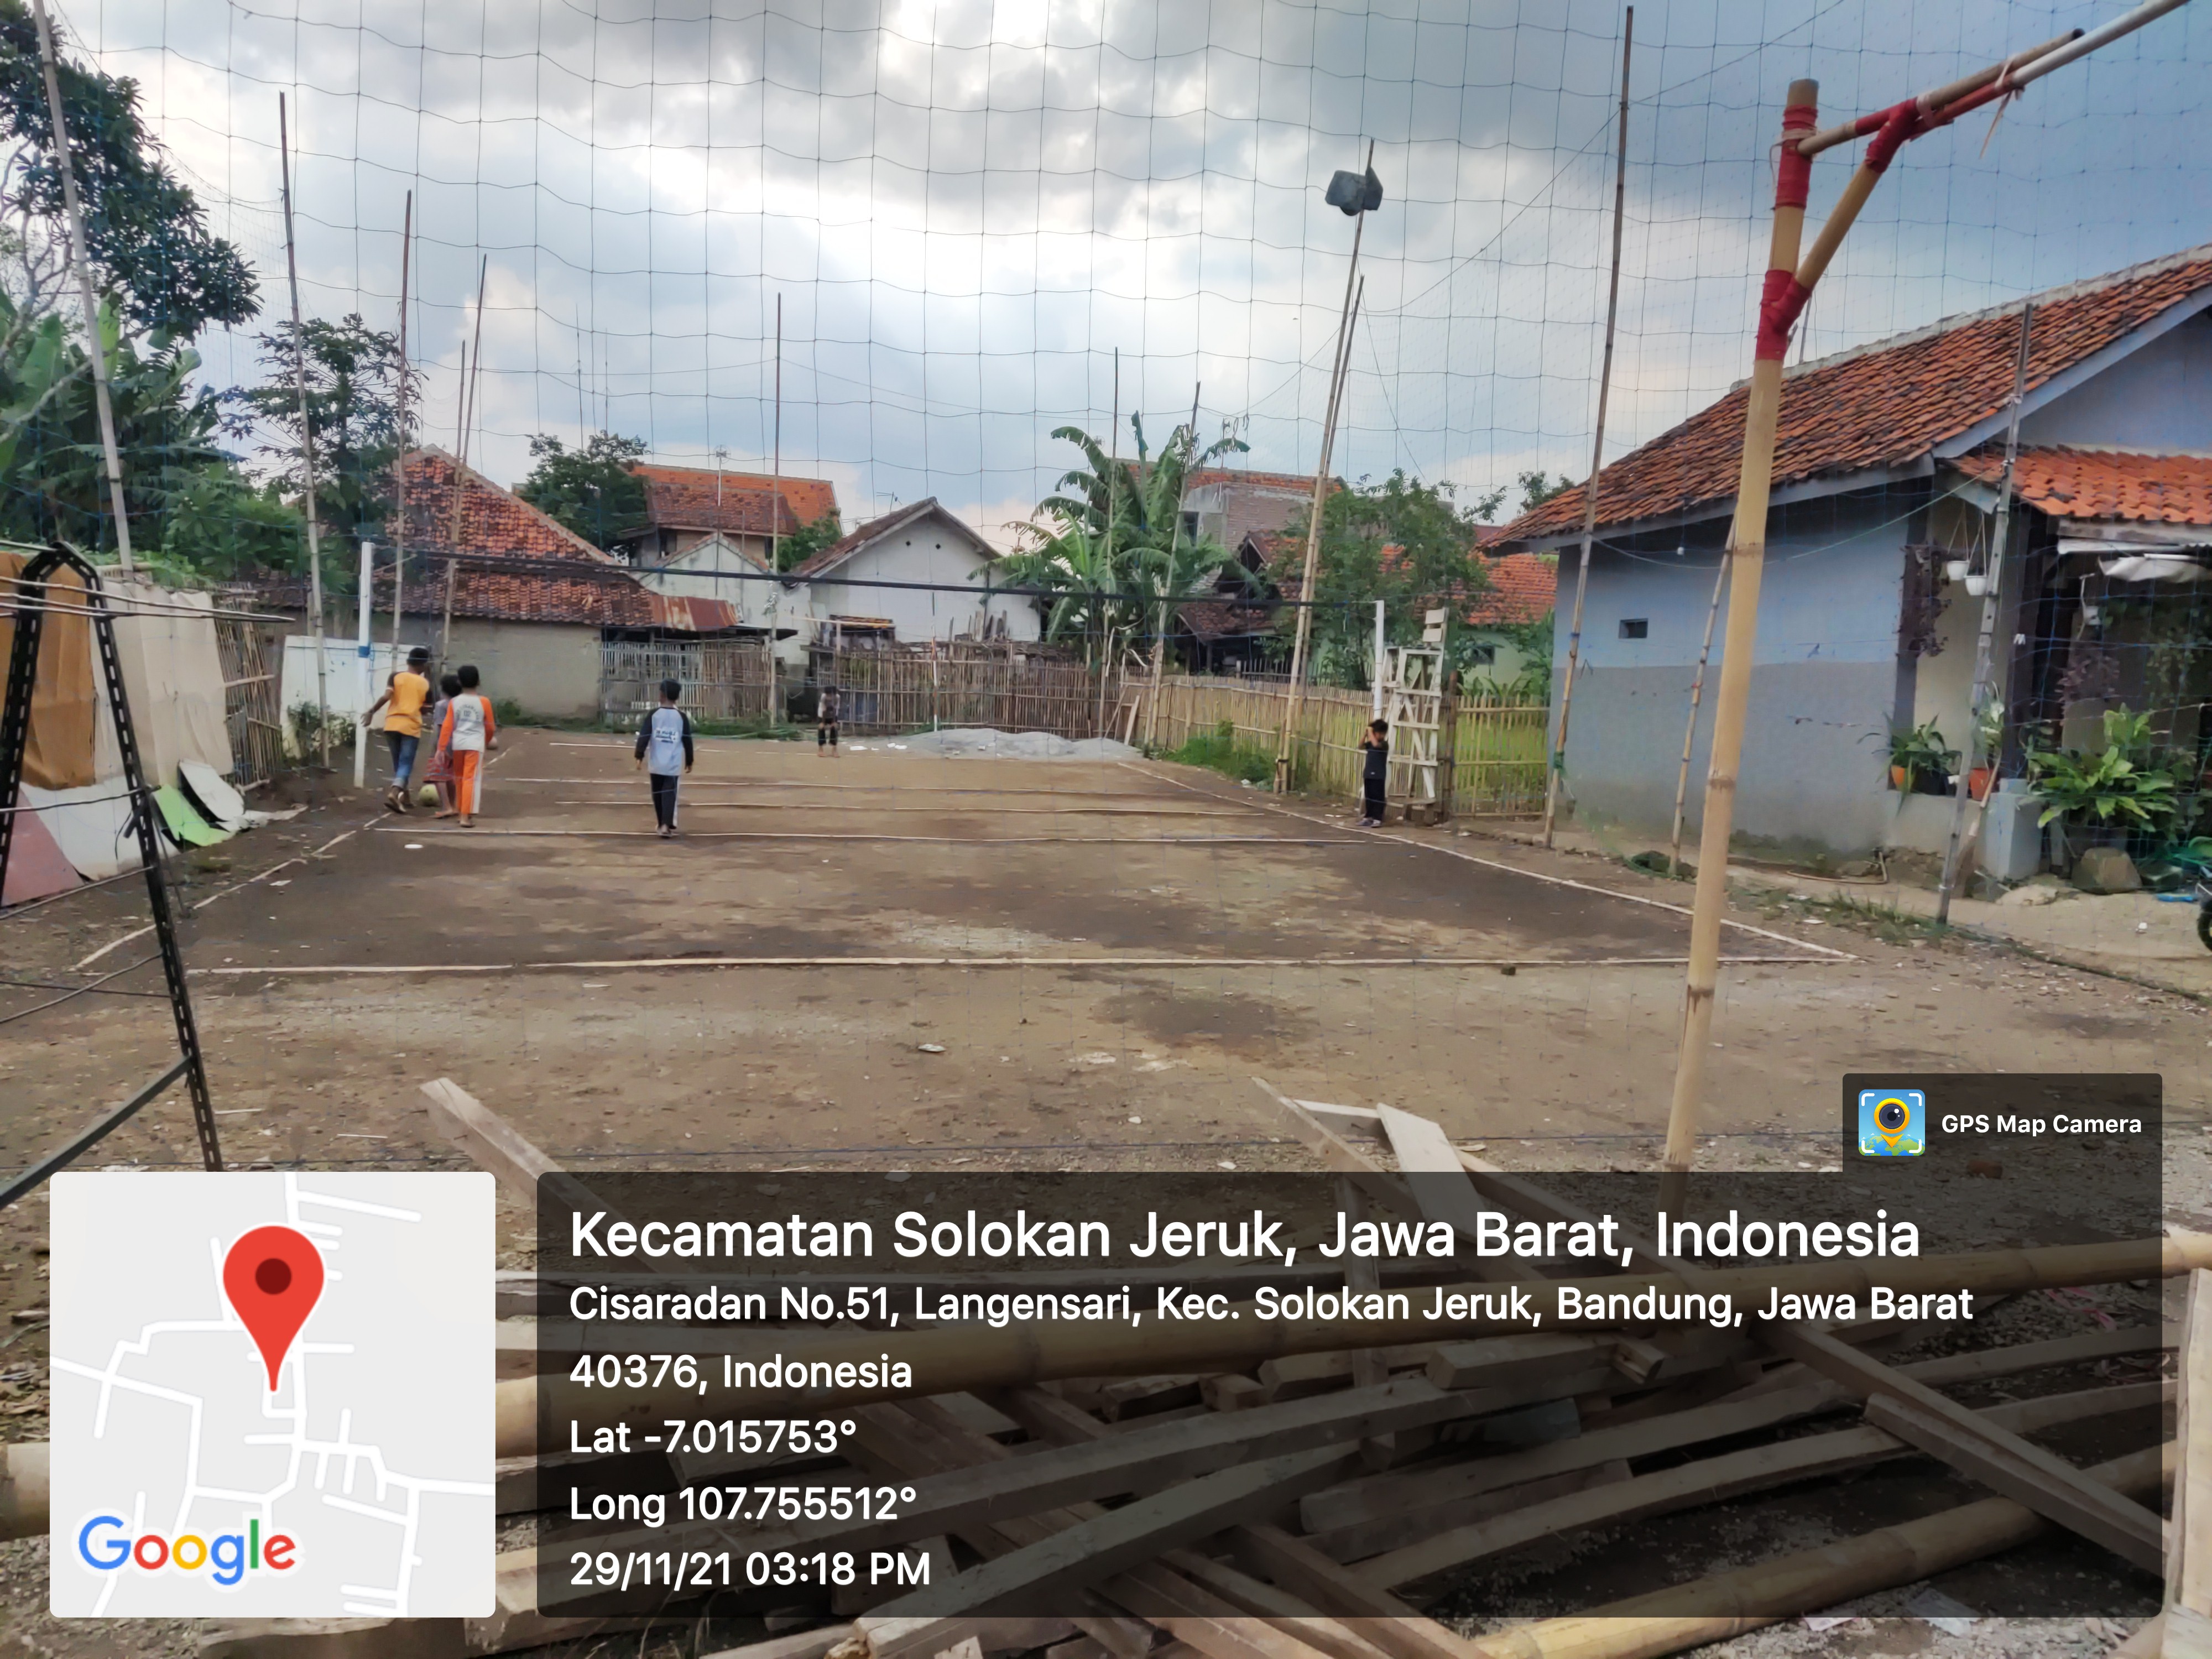 GPS Map Camera
Kecamatan Solokan Jeruk, Jawa Barat, Indonesia
Cisaradan No.51, Langensari, Kec. Solokan Jeruk, Bandung, Jawa Barat
40376, Indonesia
Lat -7.015753°
Long 107.755512°
29/11/21 03:18 PM
Google